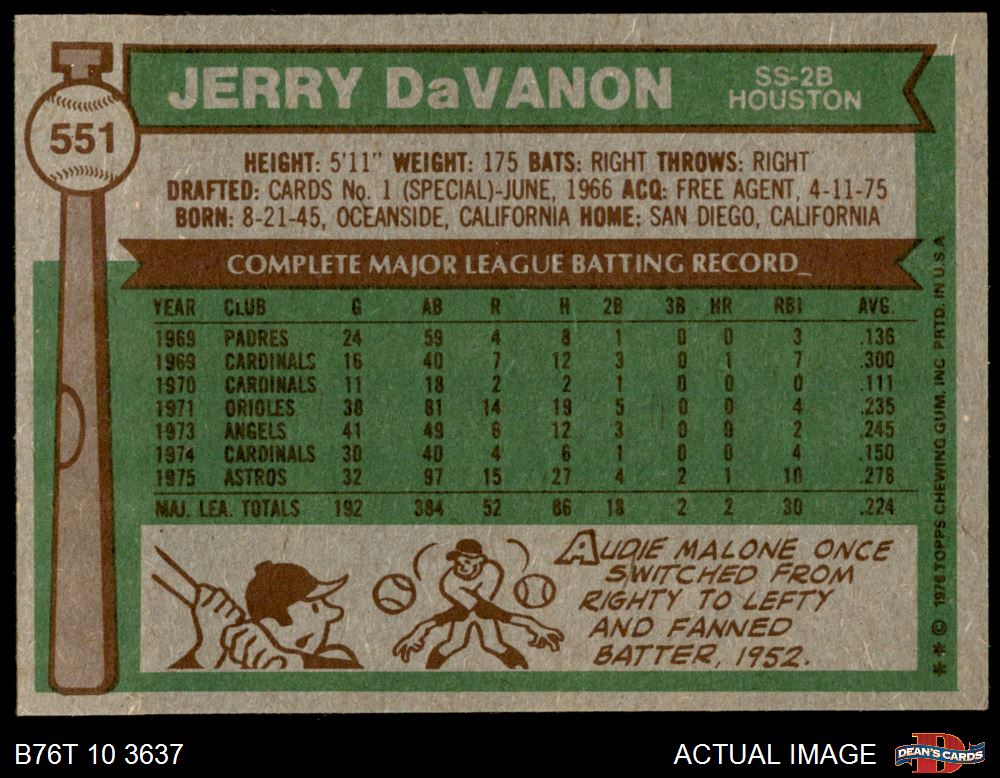 551
JERRY DaVANON
SS-2B
HOUSTON
HEIGHT: 5'11" WEIGHT: 175 BATS: RIGHT THROWS: RIGHT
DRAFTED: CARDS No. 1 (SPECIAL)-JUNE, 1966 ACQ: FREE AGENT, 4-11-75
BORN: 8-21-45, OCEANSIDE, CALIFORNIA HOME: SAN DIEGO, CALIFORNIA
COMPLETE MAJOR LEAGUE BATTING RECORD_
YEAR CLUB G AB R H 2B 3B HR RBI AVG.
1969 PADRES 24 59 4 8 1 0 0 3 .136
1969 CARDINALS 16 40 7 12 3 0 1 7 .300
1970 CARDINALS 11 18 2 2 1 0 0 0 .111
1971 ORIOLES 38 81 14 19 5 0 0 4 .235
1973 ANGELS 41 49 6 12 3 0 0 2 .245
1974 CARDINALS 30 40 4 6 1 0 0 4 .150
1975 ASTROS 32 97 15 27 4 2 1 10 .278
MAJ. LEA. TOTALS 192 384 52 86 18 2 2 30 .224
AUDIE MALONE ONCE
SWITCHED FROM
RIGHTY TO LEFTY
AND FANNED
BATTER, 1952.
** © 1976 TOPPS CHEWING GUM, INC PRTD. IN U.S.A
B76T 10 3637
ACTUAL IMAGE
DEAN'S CARDS